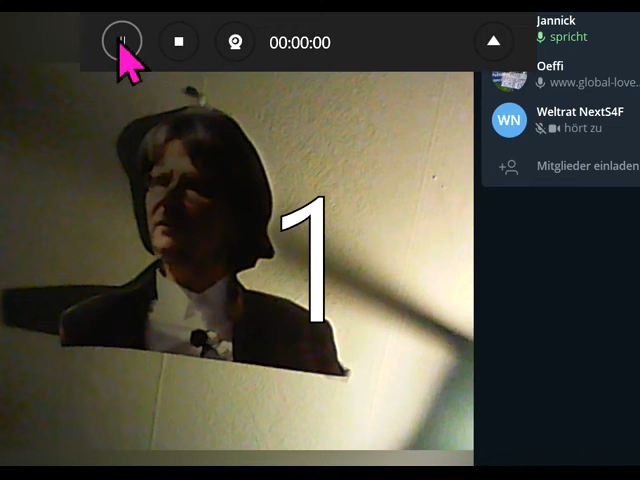 00:00:00
Jannick
spricht
Oeffi
www.global-love..
WN
Weltrat NextS4F
hört zu
Mitglieder einladen
1